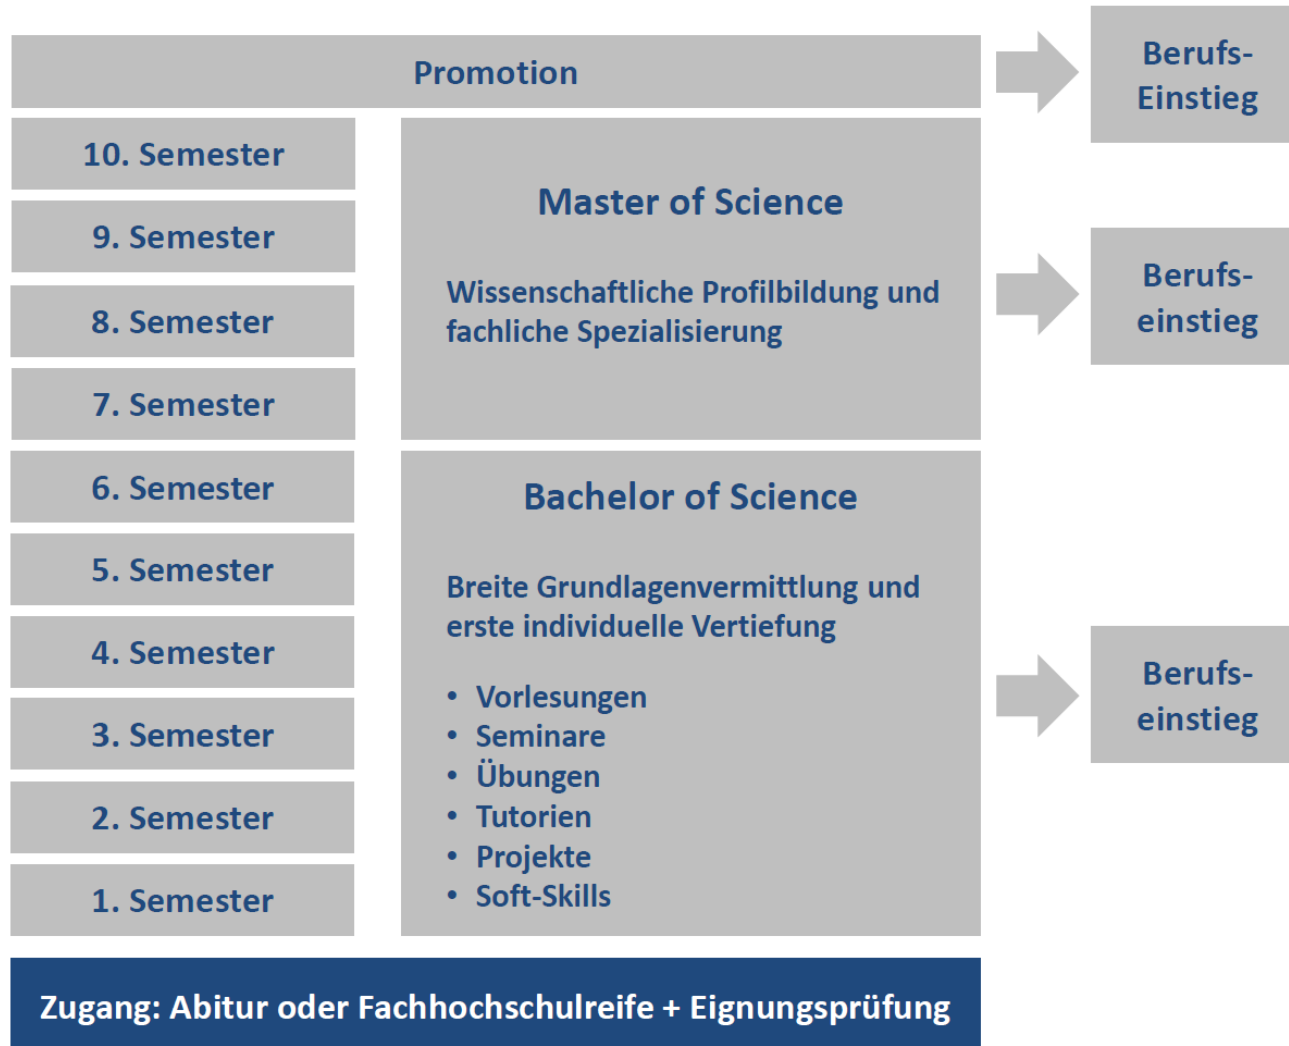 Promotion
Berufs-
Einstieg
10. Semester
9. Semester
8. Semester
7. Semester
Master of Science
Wissenschaftliche Profilbildung und
fachliche Spezialisierung
Berufs-
einstieg
6. Semester
5. Semester
4. Semester
3. Semester
2. Semester
1. Semester
Bachelor of Science
Breite Grundlagenvermittlung und
erste individuelle Vertiefung
• Vorlesungen
• Seminare
• Übungen
• Tutorien
• Projekte
• Soft-Skills
Berufs-
einstieg
Zugang: Abitur oder Fachhochschulreife + Eignungsprüfung